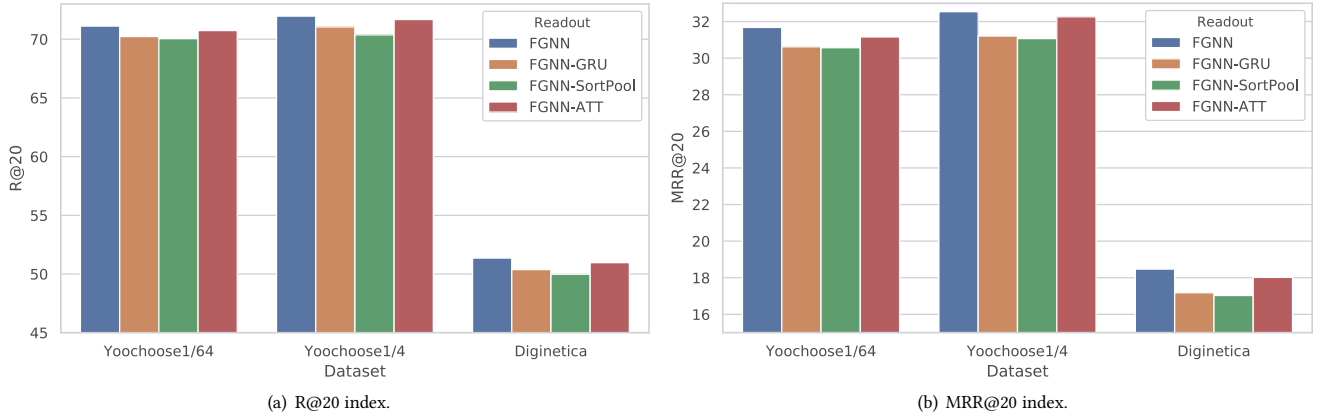 Readout
FGNN
FGNN-GRU
FGNN-SortPool
FGNN-ATT
70
65
60
55
50
45
R@20
Yoochoose1/64
Yoochoose1/4
Diginetica
Dataset
(a) R@20 index.
Readout
FGNN
FGNN-GRU
FGNN-SortPool
FGNN-ATT
32
30
28
26
24
22
20
18
16
MRR@20
Yoochoose1/64
Yoochoose1/4
Diginetica
Dataset
(b) MRR@20 index.